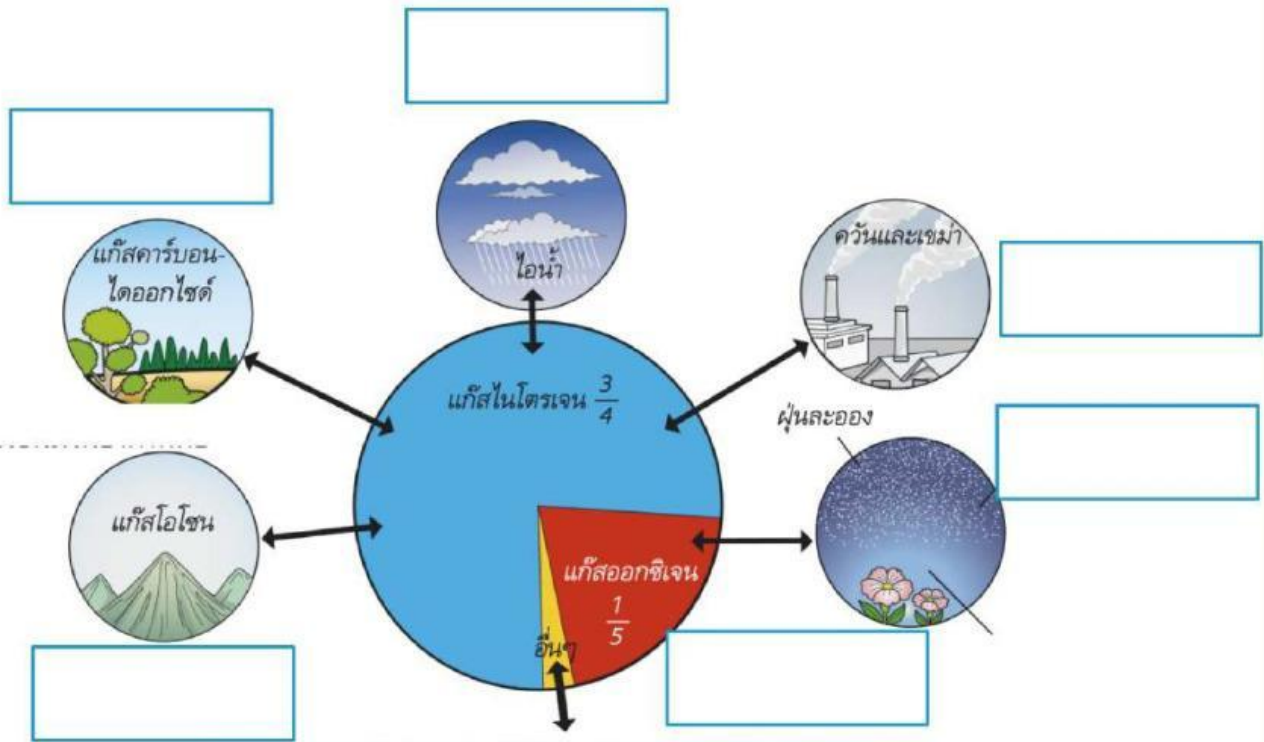 ไอน้ำ
แก๊สคาร์บอน-
ไดออกไซด์
ควันและเขม่า
แก๊สไนโตรเจน 3/4
ฝุ่นละออง
แก๊สโอโซน
แก๊สออกซิเจน
1/5
อื่นๆ